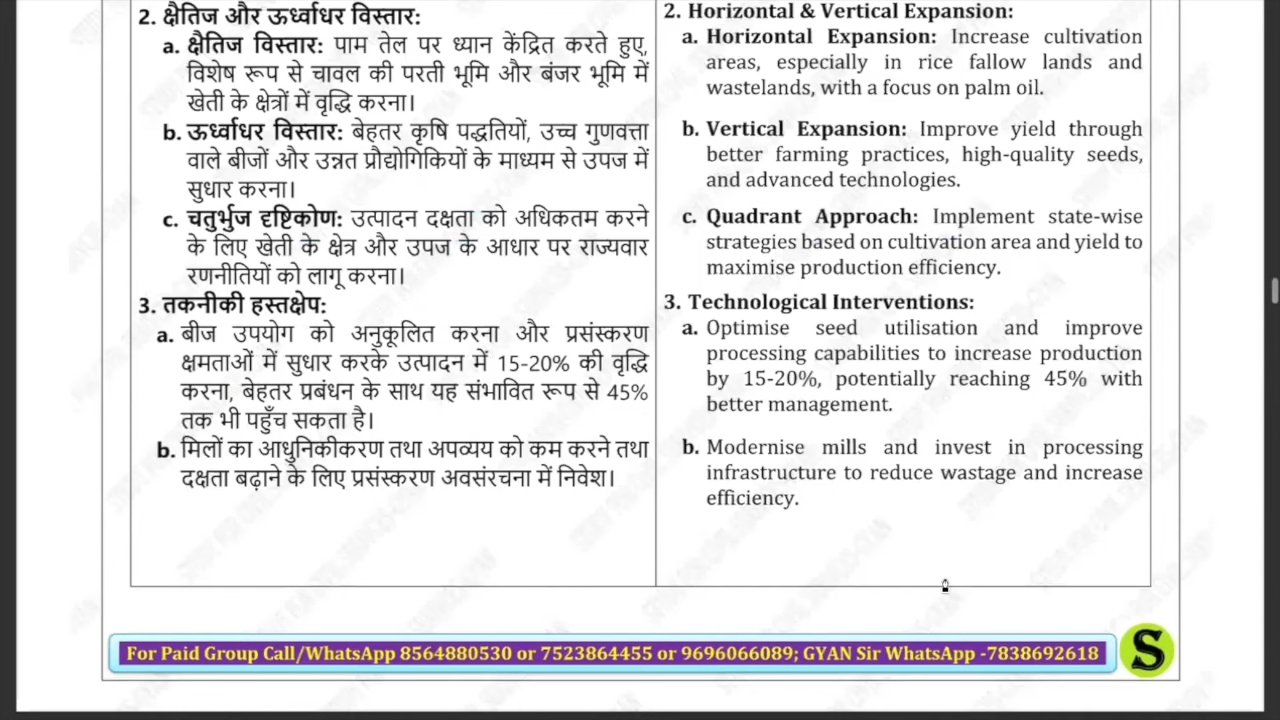 2. क्षैतिज और ऊर्ध्वाधर विस्तार:
a. क्षैतिज विस्तार: पाम तेल पर ध्यान केंद्रित करते हुए,
विशेष रूप से चावल की परती भूमि और बंजर भूमि में
खेती के क्षेत्रों में वृद्धि करना।
b. ऊर्ध्वाधर विस्तार: बेहतर कृषि पद्धतियों, उच्च गुणवत्ता
वाले बीजों और उन्नत प्रौद्योगिकियों के माध्यम से उपज में
सुधार करना।
c. चतुर्भुज दृष्टिकोण: उत्पादन दक्षता को अधिकतम करने
के लिए खेती के क्षेत्र और उपज के आधार पर राज्यवार
रणनीतियों को लागू करना।
3. तकनीकी हस्तक्षेप:
a. बीज उपयोग को अनुकूलित करना और प्रसंस्करण
क्षमताओं में सुधार करके उत्पादन में 15-20% की वृद्धि
करना, बेहतर प्रबंधन के साथ यह संभावित रूप से 45%
तक भी पहुँच सकता है।
b. मिलों का आधुनिकीकरण तथा अपव्यय को कम करने तथा
दक्षता बढ़ाने के लिए प्रसंस्करण अवसंरचना में निवेश।
2. Horizontal & Vertical Expansion:
a. Horizontal Expansion: Increase cultivation
areas, especially in rice fallow lands and
wastelands, with a focus on palm oil.
b. Vertical Expansion: Improve yield through
better farming practices, high-quality seeds,
and advanced technologies.
c. Quadrant Approach: Implement state-wise
strategies based on cultivation area and yield to
maximise production efficiency.
3. Technological Interventions:
a. Optimise seed utilisation and improve
processing capabilities to increase production
by 15-20%, potentially reaching 45% with
better management.
b. Modernise mills and invest in processing
infrastructure to reduce wastage and increase
efficiency.
For Paid Group Call/WhatsApp 8564880530 or 7523864455 or 9696066089; GYAN Sir WhatsApp -7838692618
S